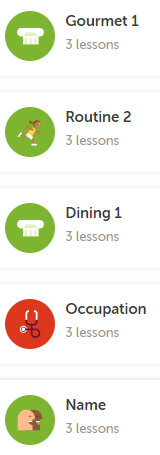 Gourmet 1
3 lessons
Routine 2
3 lessons
Dining 1
3 lessons
Occupation
3 lessons
Name
3 lessons